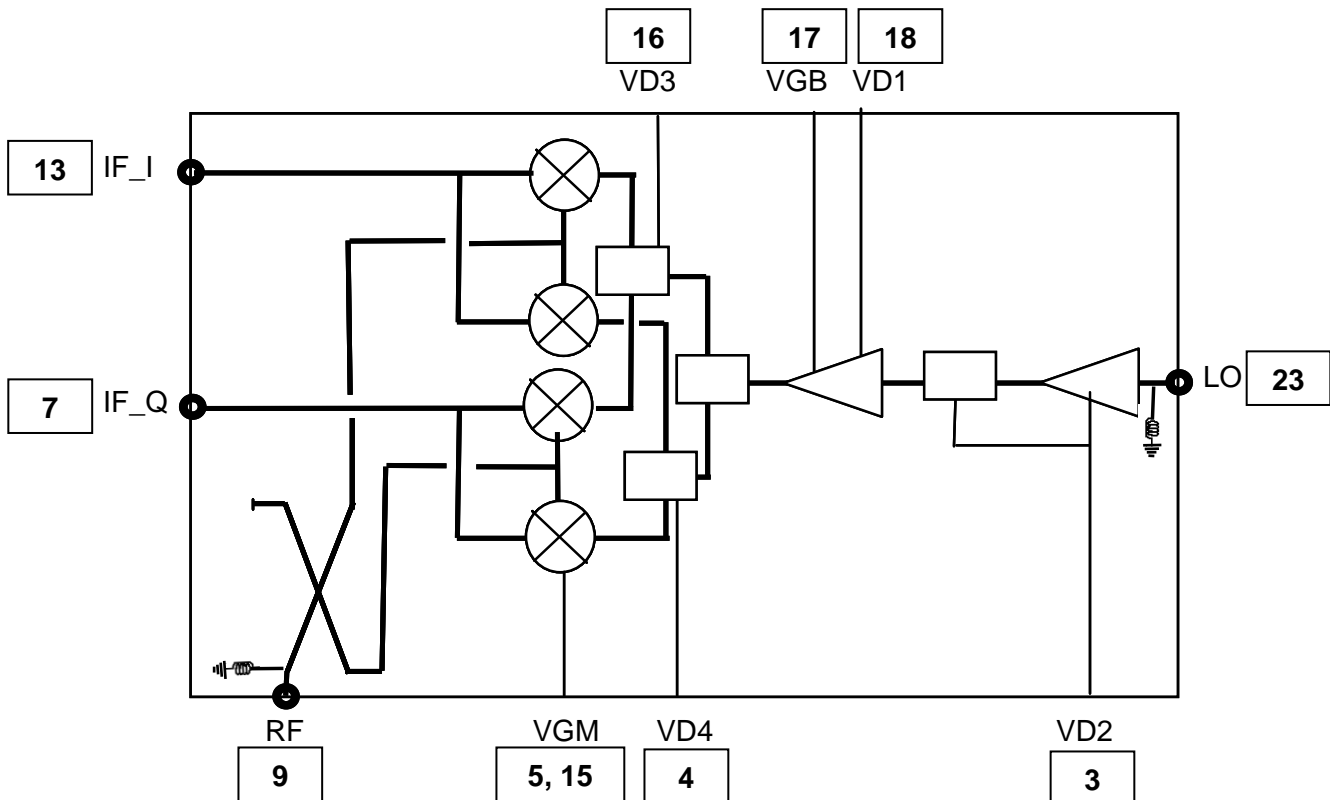 16
17
18
VD3
VGB
VD1
13
IF_I
7
IF_Q
LO
23
RF
VGM
VD4
VD2
9
5, 15
4
3